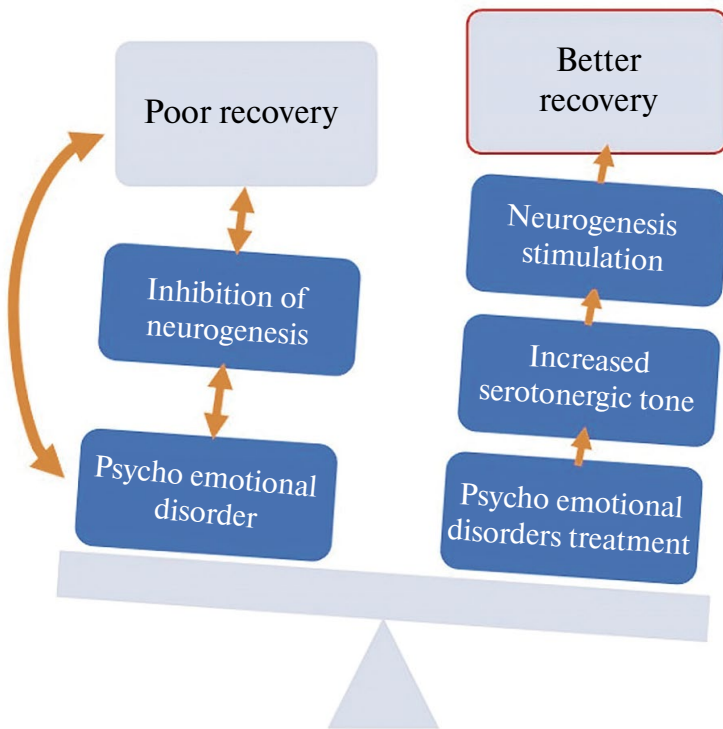 Poor recovery
Inhibition of
neurogenesis
Psycho emotional
disorder
Better
recovery
Neurogenesis
stimulation
Increased
serotonergic tone
Psycho emotional
disorders treatment